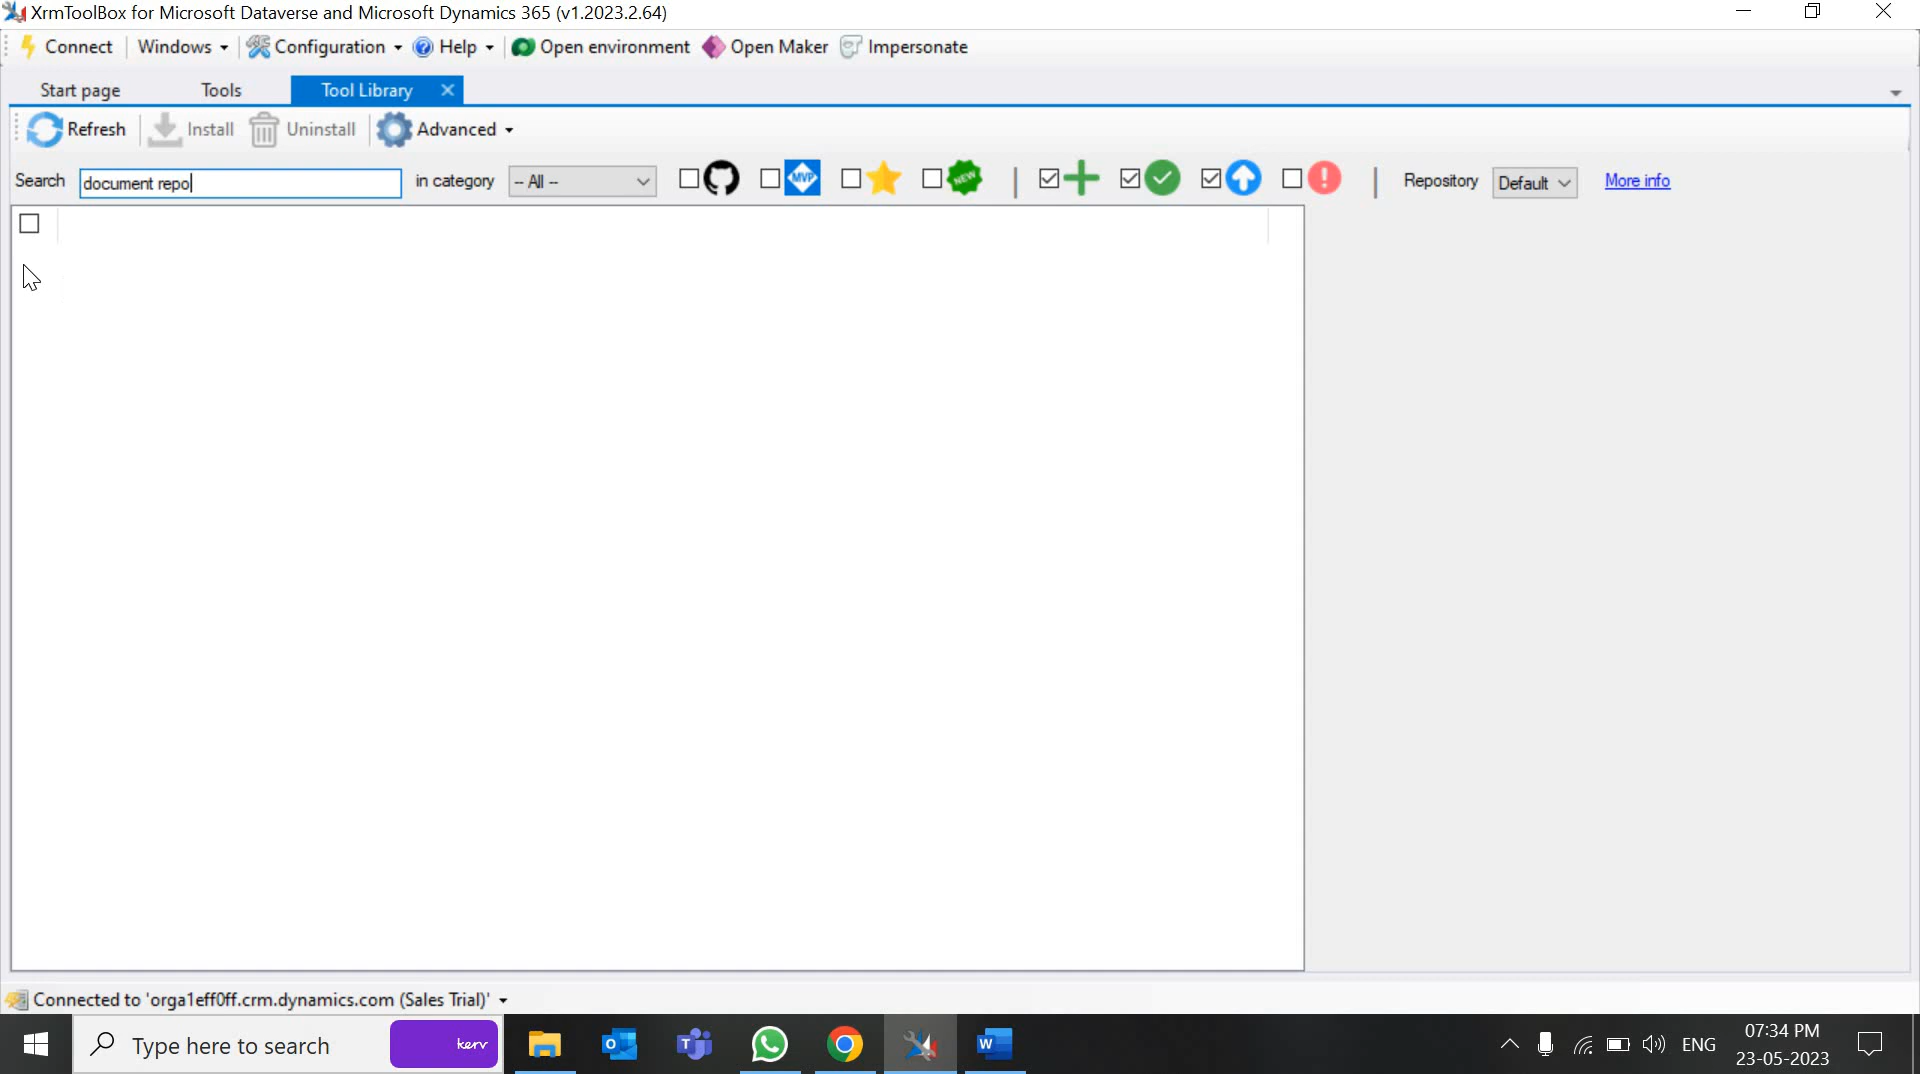 XrmToolBox for Microsoft Dataverse and Microsoft Dynamics 365 (v1.2023.2.64)
Connect Windows Configuration Help Open environment Open Maker Impersonate
Start page Tools Tool Library
Refresh Install Uninstall Advanced
Search document repo in category -- All -- MVP NEW Repository Default More info
Connected to 'orga1eff0ff.crm.dynamics.com (Sales Trial)'
Type here to search kerv ENG 07:34 PM
23-05-2023